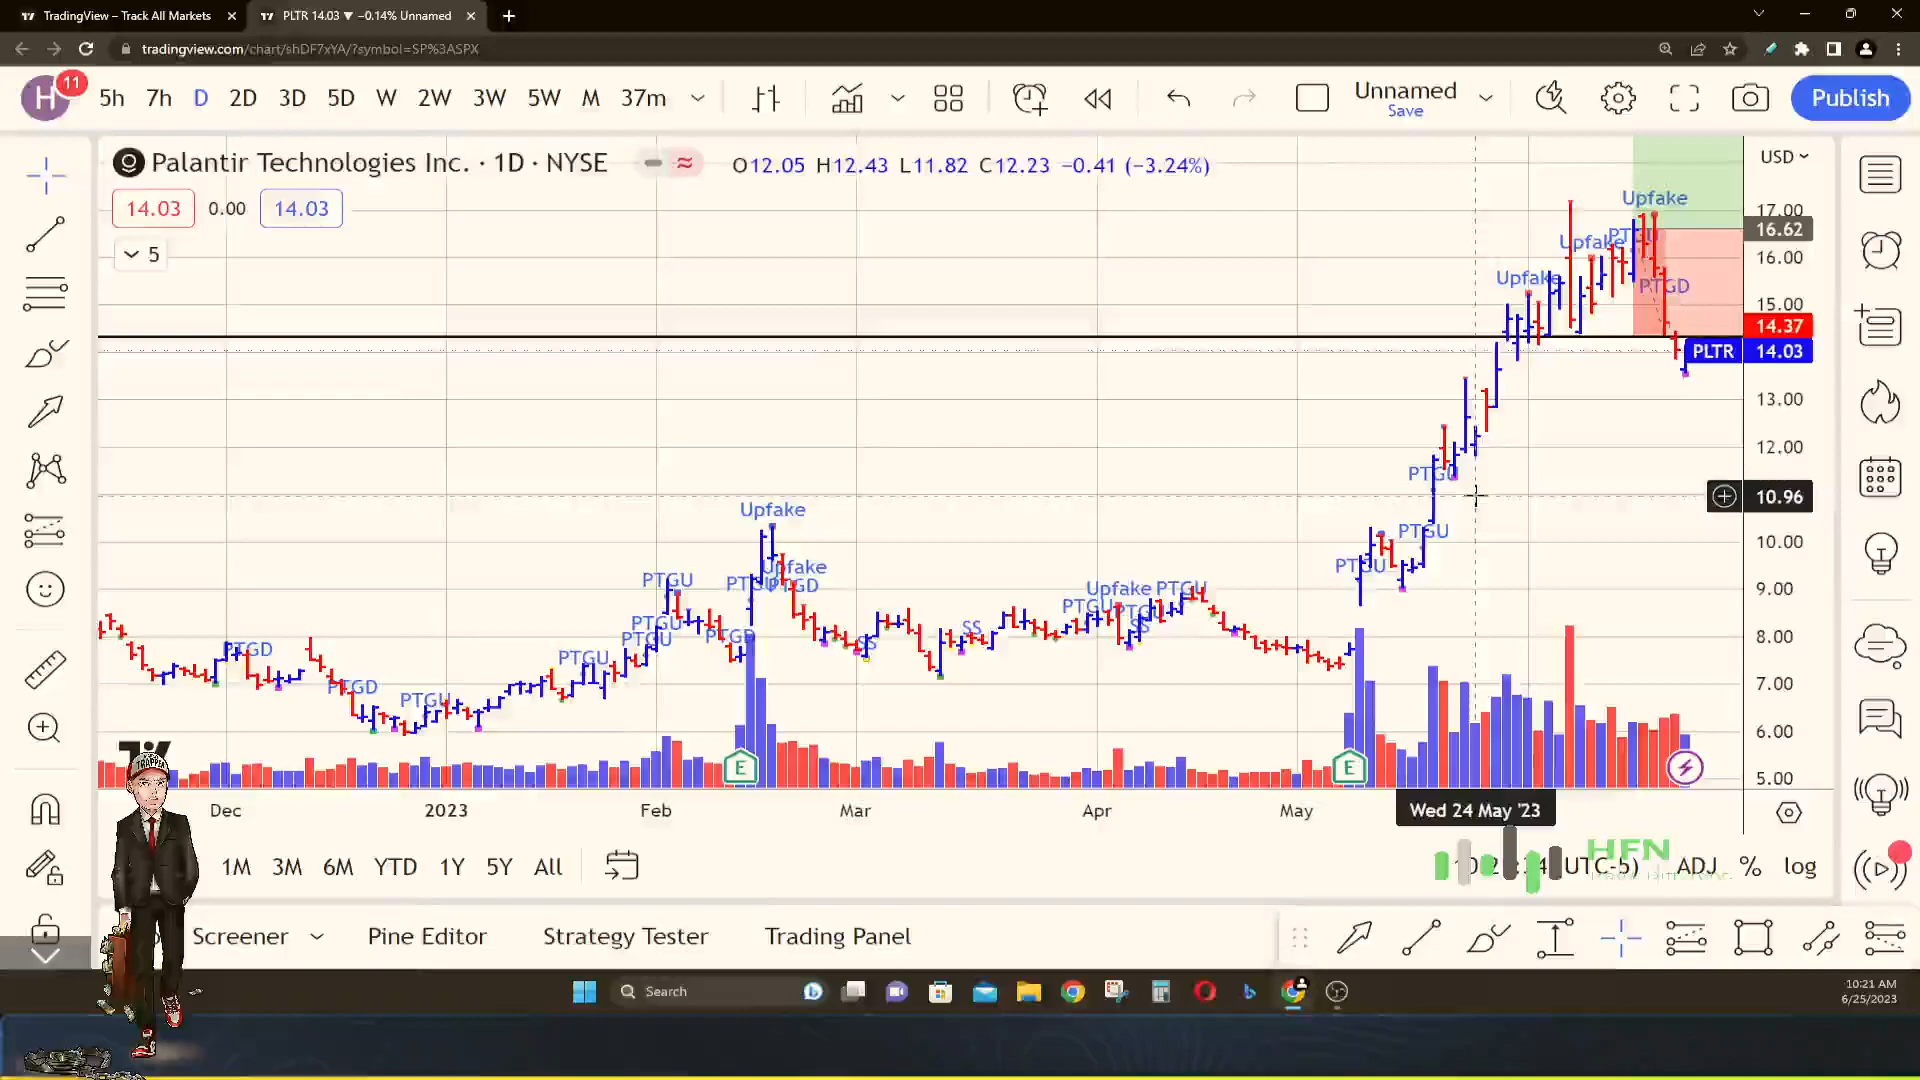 TradingView – Track All Markets
PLTR 14.03 ▼ −0.14% Unnamed
tradingview.com/chart/shDF7xYA/?symbol=SP%3ASPX
H 11 5h 7h D 2D 3D 5D W 2W 3W 5W M 37m Unnamed Save Publish
Palantir Technologies Inc. · 1D · NYSE O12.05 H12.43 L11.82 C12.23 −0.41 (−3.24%) USD
14.03 0.00 14.03
5
Upfake
17.00
16.62
Upfake
16.00
Upfake
PTGD
15.00
14.37
PLTR 14.03
13.00
12.00
PTGU
10.96
Upfake
PTGU
10.00
PTGU
Upfake
PTGU
PTGU
PTGD
Upfake
PTGU
9.00
PTGU
PTGU
PTGU
PTGU
PTGD
SS
SS
SS
8.00
PTGD
PTGU
PTGD
PTGU
7.00
6.00
E
E
5.00
TRAPPER
Dec 2023 Feb Mar Apr May Wed 24 May '23
1M 3M 6M YTD 1Y 5Y All (UTC-5) ADJ % log
HFN
Screener Pine Editor Strategy Tester Trading Panel
Search
10:21 AM
6/25/2023